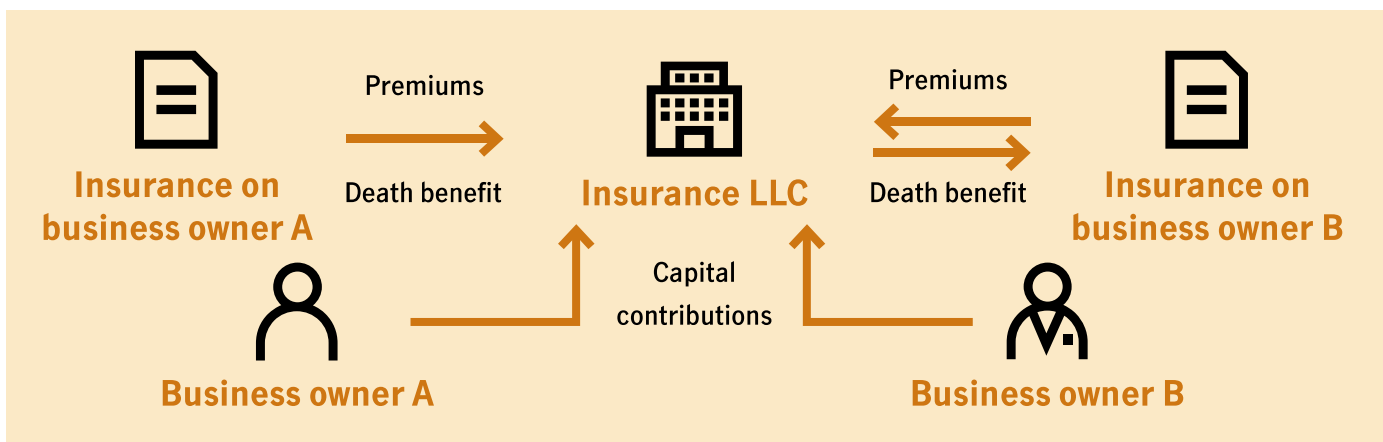 Premiums
Death benefit
Insurance on
business owner A
Insurance LLC
Premiums
Death benefit
Insurance on
business owner B
Capital
contributions
Business owner A
Business owner B